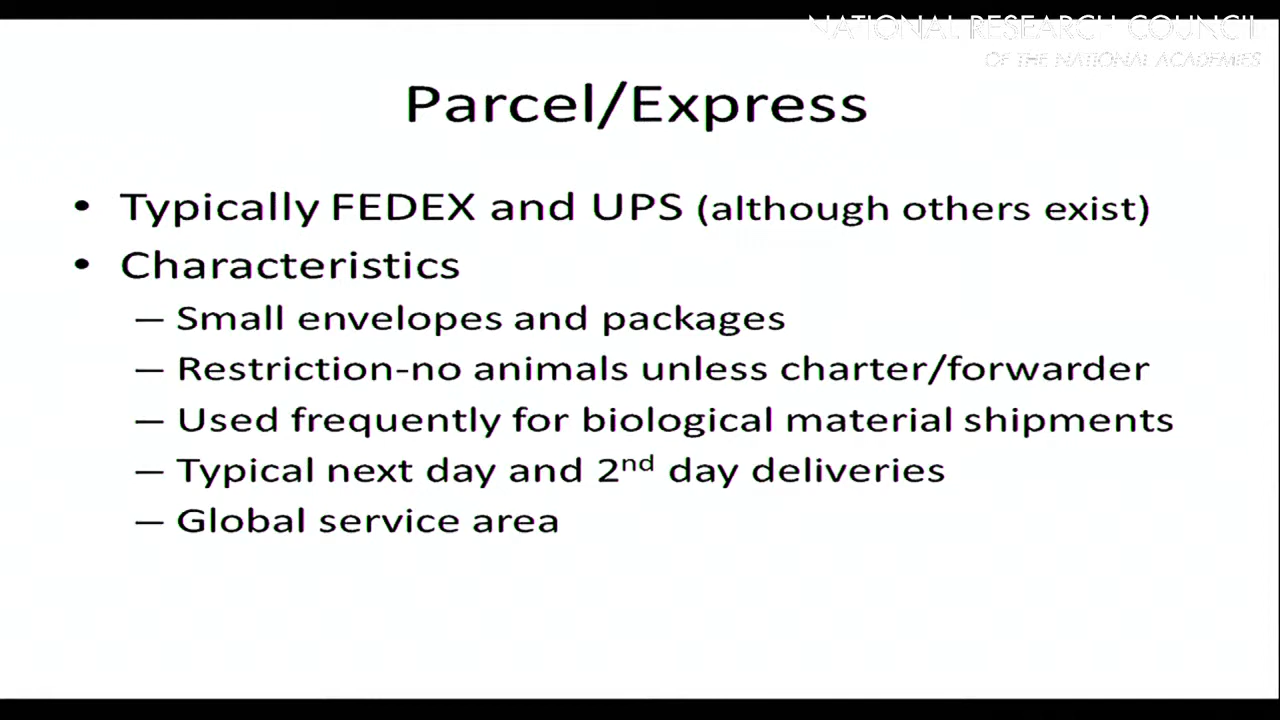 NATIONAL RESEARCH COUNCIL
OF THE NATIONAL ACADEMIES
Parcel/Express
• Typically FEDEX and UPS (although others exist)
• Characteristics
– Small envelopes and packages
– Restriction-no animals unless charter/forwarder
– Used frequently for biological material shipments
– Typical next day and 2nd day deliveries
– Global service area